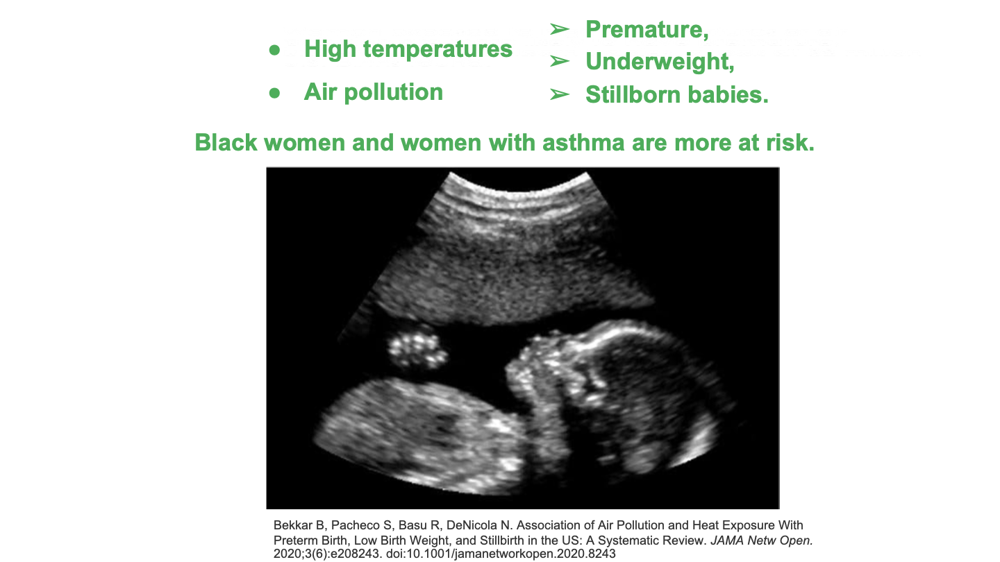 ● High temperatures
● Air pollution
➢ Premature,
➢ Underweight,
➢ Stillborn babies.
Black women and women with asthma are more at risk.
Bekkar B, Pacheco S, Basu R, DeNicola N. Association of Air Pollution and Heat Exposure With
Preterm Birth, Low Birth Weight, and Stillbirth in the US: A Systematic Review. JAMA Netw Open.
2020;3(6):e208243. doi:10.1001/jamanetworkopen.2020.8243